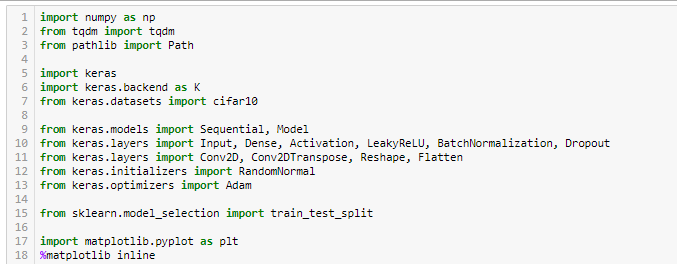 1 import numpy as np
2 from tqdm import tqdm
3 from pathlib import Path
4
5 import keras
6 import keras.backend as K
7 from keras.datasets import cifar10
8
9 from keras.models import Sequential, Model
10 from keras.layers import Input, Dense, Activation, LeakyReLU, BatchNormalization, Dropout
11 from keras.layers import Conv2D, Conv2DTranspose, Reshape, Flatten
12 from keras.initializers import RandomNormal
13 from keras.optimizers import Adam
14
15 from sklearn.model_selection import train_test_split
16
17 import matplotlib.pyplot as plt
18 %matplotlib inline